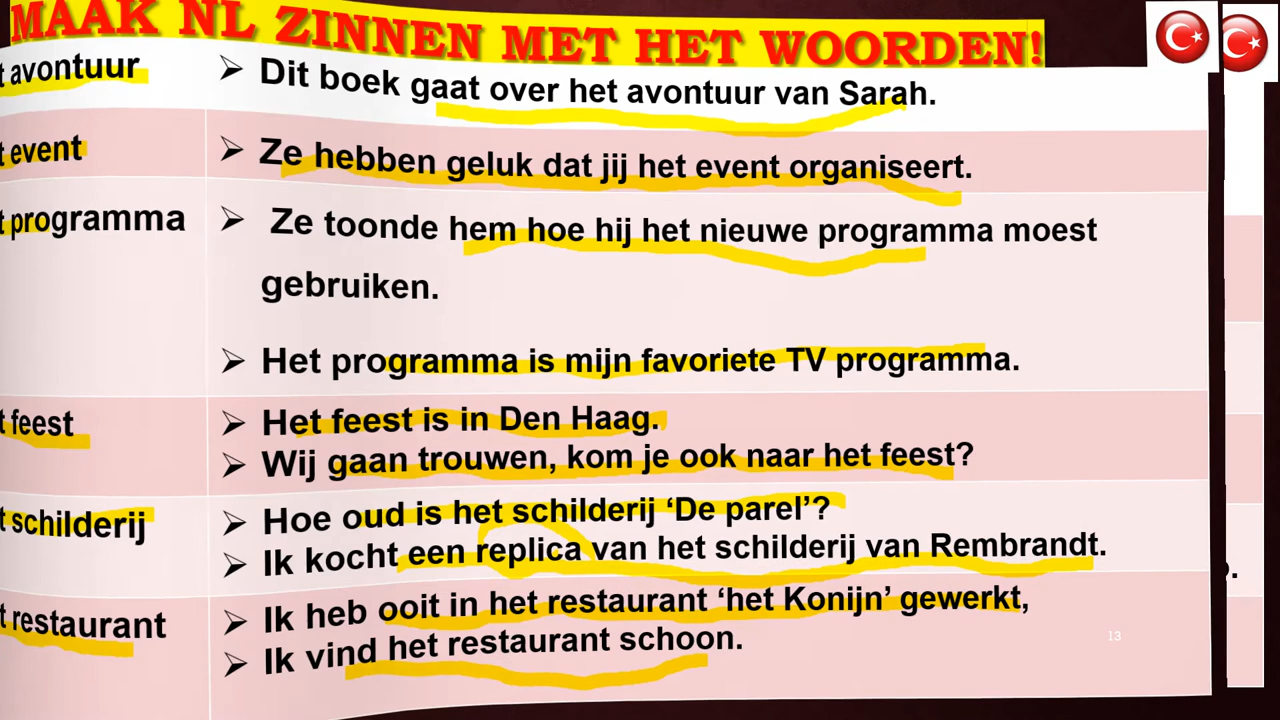 MAAK NL ZINNEN MET HET WOORDEN!
t avontuur
➢ Dit boek gaat over het avontuur van Sarah.
t event
➢ Ze hebben geluk dat jij het event organiseert.
t programma
➢ Ze toonde hem hoe hij het nieuwe programma moest
gebruiken.
➢ Het programma is mijn favoriete TV programma.
t feest
➢ Het feest is in Den Haag.
➢ Wij gaan trouwen, kom je ook naar het feest?
t schilderij
➢ Hoe oud is het schilderij ‘De parel’?
➢ Ik kocht een replica van het schilderij van Rembrandt.
t restaurant
➢ Ik heb ooit in het restaurant ‘het Konijn’ gewerkt,
➢ Ik vind het restaurant schoon.
13